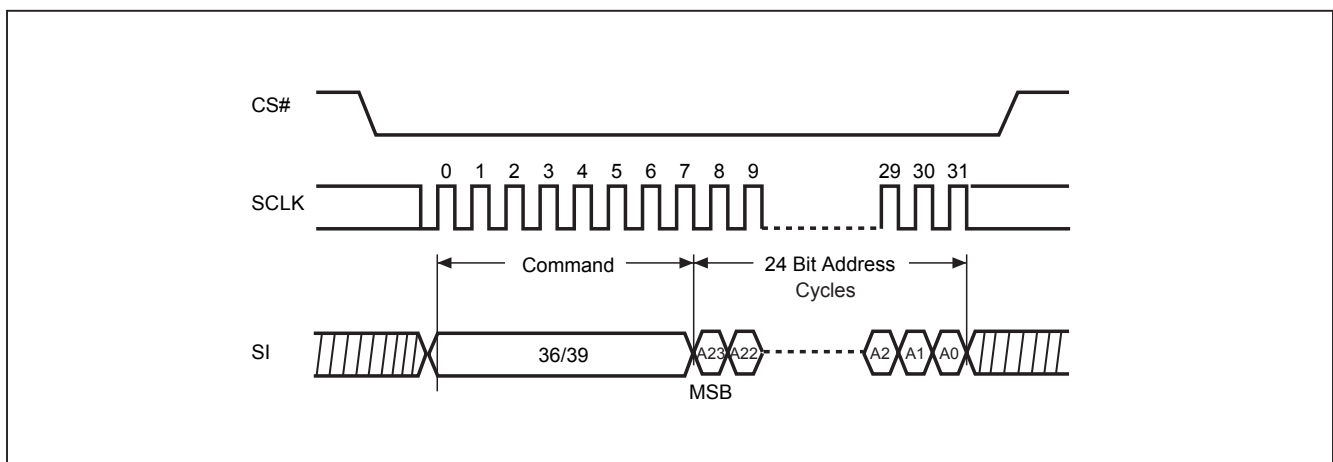 CS#
0 1 2 3 4 5 6 7 8 9 29 30 31
SCLK
Command
24 Bit Address
Cycles
SI
36/39
A23 A22 A2 A1 A0
MSB